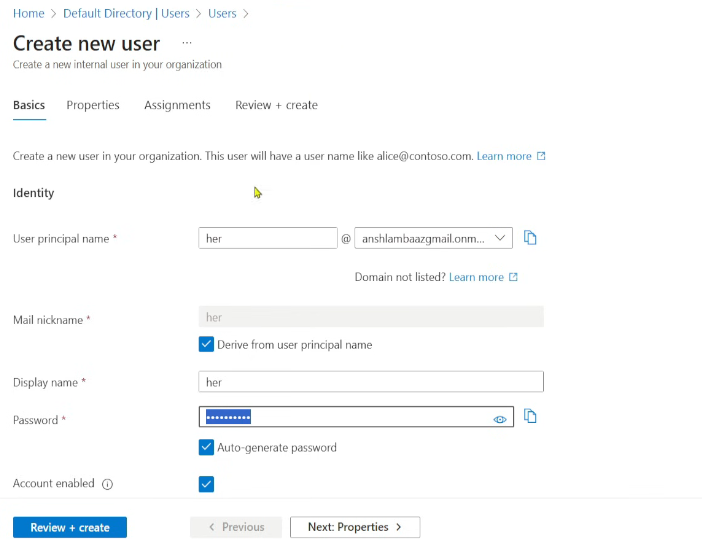 Home > Default Directory | Users > Users >
Create new user ...
Create a new internal user in your organization
Basics Properties Assignments Review + create
Create a new user in your organization. This user will have a user name like alice@contoso.com. Learn more
Identity
User principal name * her @ anshlambaazgmail.onm...
Domain not listed? Learn more
Mail nickname * her
Derive from user principal name
Display name * her
Password * ••••••••••
Auto-generate password
Account enabled
Review + create < Previous Next: Properties >